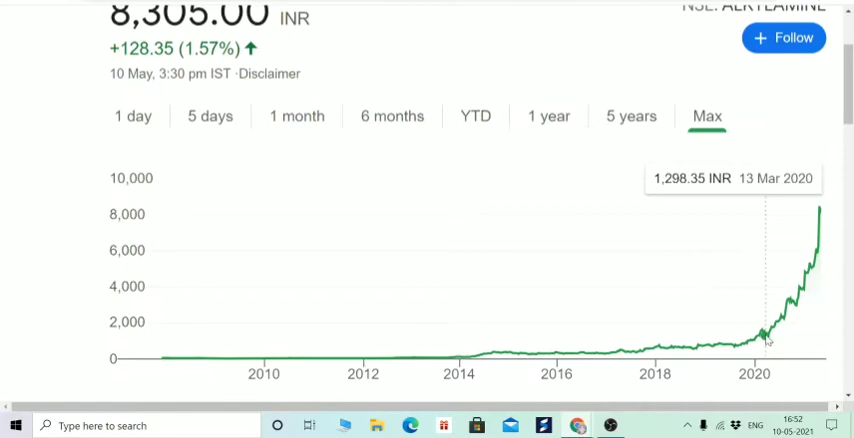 8,305.00 INR
NSE: ALKYLAMINE
+128.35 (1.57%)
+ Follow
10 May, 3:30 pm IST ·Disclaimer
1 day 5 days 1 month 6 months YTD 1 year 5 years Max
1,298.35 INR 13 Mar 2020
10,000
8,000
6,000
4,000
2,000
0
2010 2012 2014 2016 2018 2020
Type here to search
ENG
16:52
10-05-2021